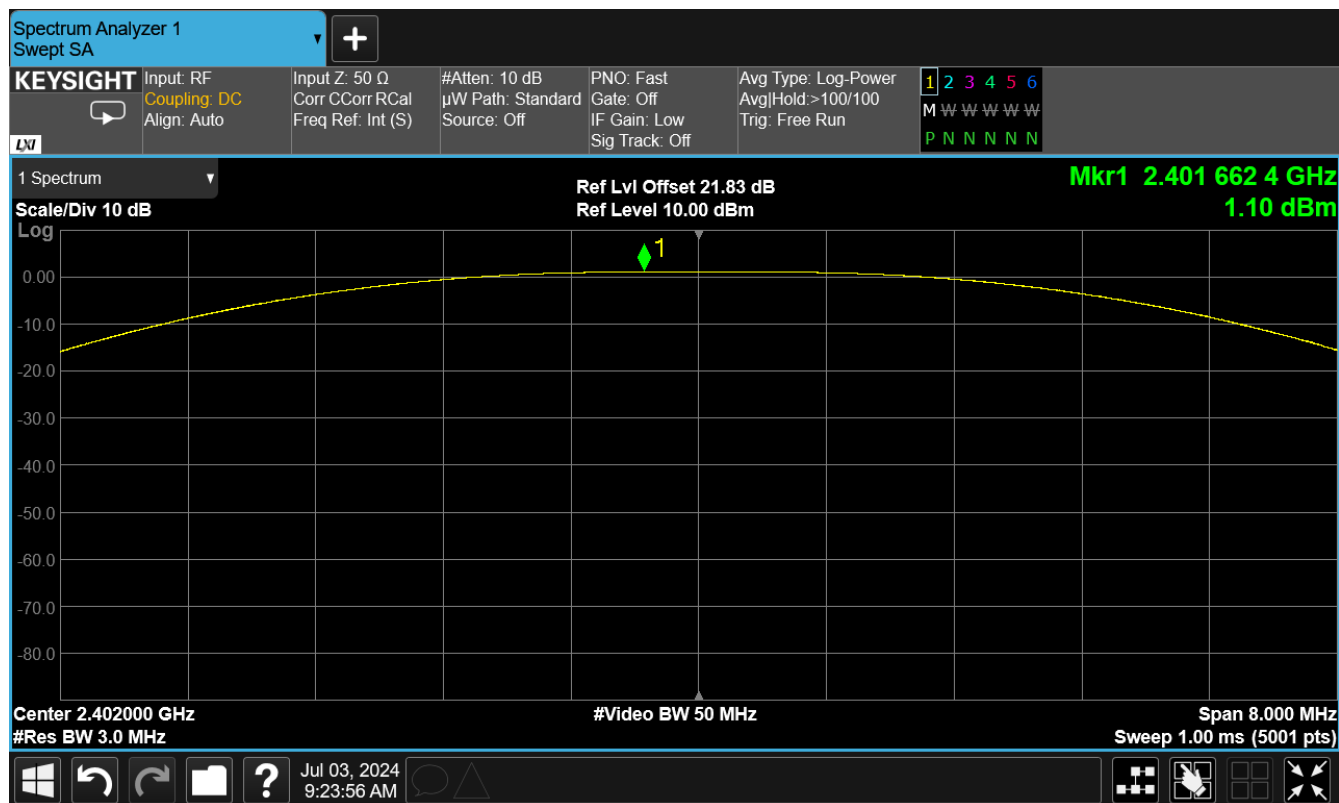 Spectrum Analyzer 1
Swept SA
KEYSIGHT
LXI
Input: RF
Coupling: DC
Align: Auto
Input Z: 50 Ω
Corr CCorr RCal
Freq Ref: Int (S)
#Atten: 10 dB
µW Path: Standard
Source: Off
PNO: Fast
Gate: Off
IF Gain: Low
Sig Track: Off
Avg Type: Log-Power
Avg|Hold:>100/100
Trig: Free Run
1 2 3 4 5 6
M W W W W W
P N N N N N
1 Spectrum
Scale/Div 10 dB
Log
Ref Lvl Offset 21.83 dB
Ref Level 10.00 dBm
Mkr1 2.401 662 4 GHz
1.10 dBm
1
0.00
-10.0
-20.0
-30.0
-40.0
-50.0
-60.0
-70.0
-80.0
Center 2.402000 GHz
#Res BW 3.0 MHz
#Video BW 50 MHz
Span 8.000 MHz
Sweep 1.00 ms (5001 pts)
?
Jul 03, 2024
9:23:56 AM